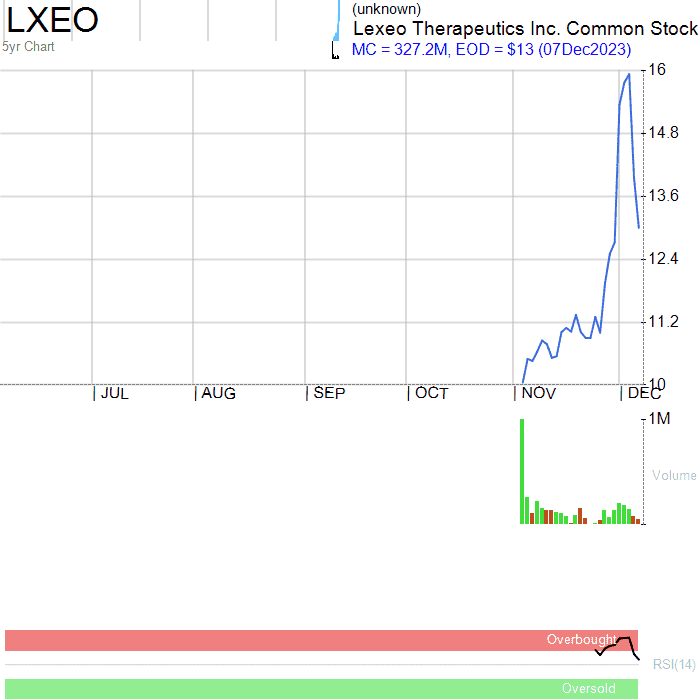 LXEO
(unknown)
Lexeo Therapeutics Inc. Common Stock
5yr Chart
MC = 327.2M, EOD = $13 (07Dec2023)
16
14.8
13.6
12.4
11.2
10
JUL AUG SEP OCT NOV DEC
1M
Volume
Overbought
RSI(14)
Oversold